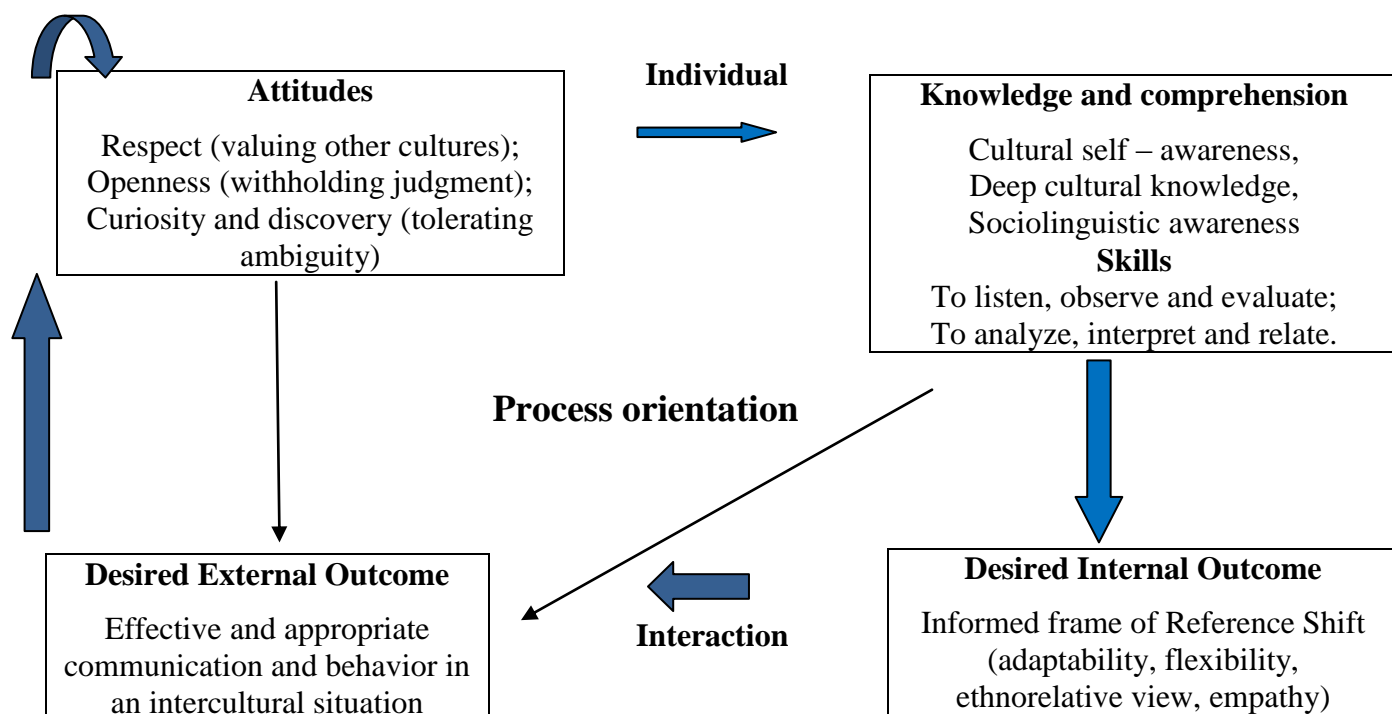 Attitudes
Respect (valuing other cultures);
Openness (withholding judgment);
Curiosity and discovery (tolerating
ambiguity)
Individual
Knowledge and comprehension
Cultural self – awareness,
Deep cultural knowledge,
Sociolinguistic awareness
Skills
To listen, observe and evaluate;
To analyze, interpret and relate.
Process orientation
Desired External Outcome
Effective and appropriate
communication and behavior in
an intercultural situation
Interaction
Desired Internal Outcome
Informed frame of Reference Shift
(adaptability, flexibility,
ethnorelative view, empathy)